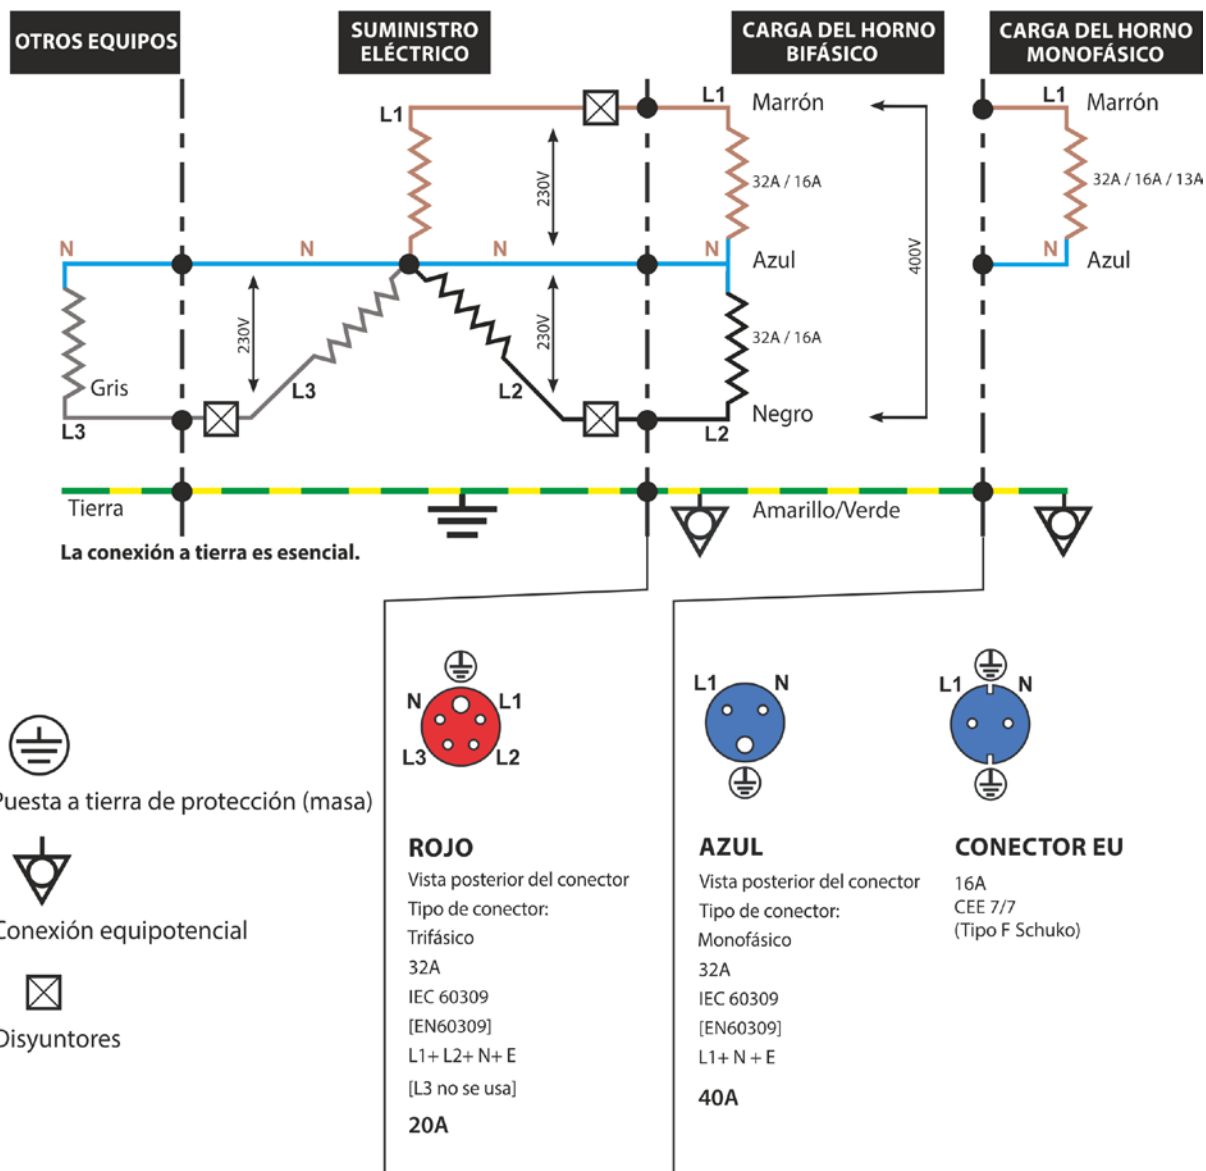 OTROS EQUIPOS
SUMINISTRO
ELÉCTRICO
CARGA DEL HORNO
BIFÁSICO
CARGA DEL HORNO
MONOFÁSICO
L1
L1
Marrón
L1
Marrón
230V
32A / 16A
32A / 16A / 13A
N
N
N
N
Azul
400V
N
Azul
230V
230V
32A / 16A
Gris
L3
L2
Negro
L3
L2
Tierra
Amarillo/Verde
La conexión a tierra es esencial.
N
L1
L3
L2
L1
N
L1
N
Puesta a tierra de protección (masa)
Conexión equipotencial
Disyuntores
ROJO
Vista posterior del conector
Tipo de conector:
Trifásico
32A
IEC 60309
[EN60309]
L1+ L2+ N+ E
[L3 no se usa]
20A
AZUL
Vista posterior del conector
Tipo de conector:
Monofásico
32A
IEC 60309
[EN60309]
L1+ N + E
40A
CONECTOR EU
16A
CEE 7/7
(Tipo F Schuko)